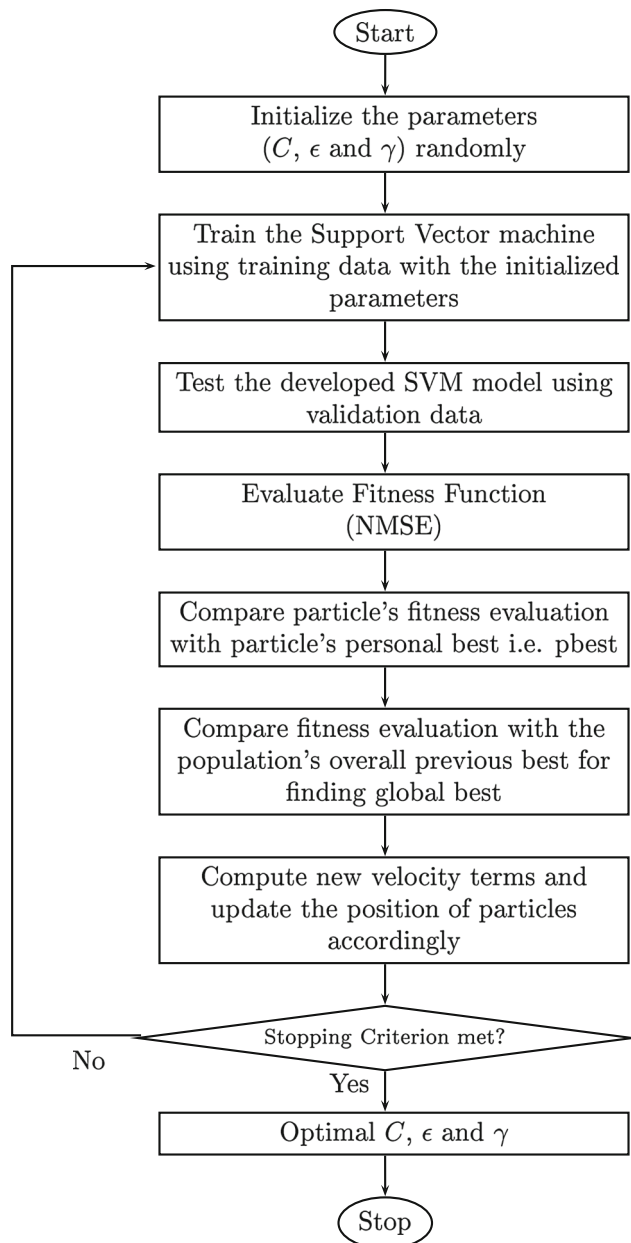 Start
Initialize the parameters
(C, ϵ and γ) randomly
Train the Support Vector machine
using training data with the initialized
parameters
Test the developed SVM model using
validation data
Evaluate Fitness Function
(NMSE)
Compare particle's fitness evaluation
with particle's personal best i.e. pbest
Compare fitness evaluation with the
population's overall previous best for
finding global best
Compute new velocity terms and
update the position of particles
accordingly
Stopping Criterion met?
No
Yes
Optimal C, ϵ and γ
Stop